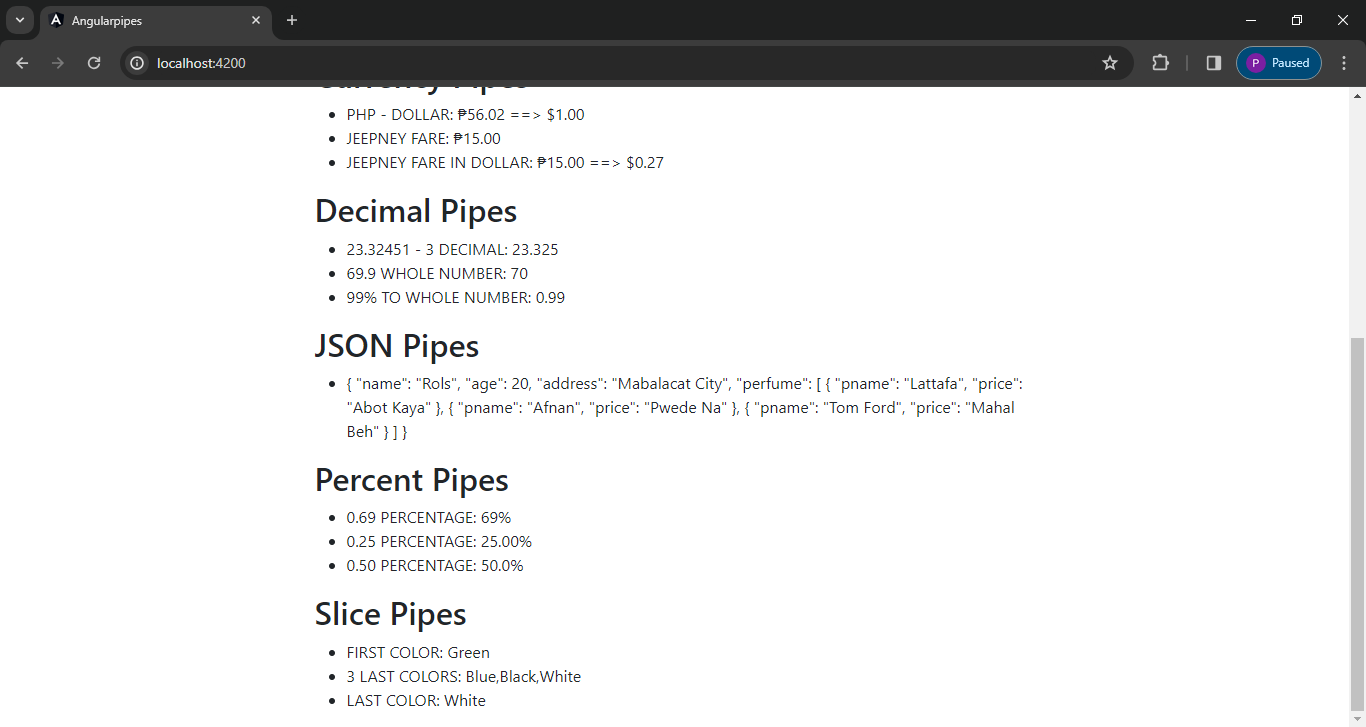 Angularpipes
localhost:4200
P Paused
Currency Pipes
PHP - DOLLAR: ₱56.02 ==> $1.00
JEEPNEY FARE: ₱15.00
JEEPNEY FARE IN DOLLAR: ₱15.00 ==> $0.27
Decimal Pipes
23.32451 - 3 DECIMAL: 23.325
69.9 WHOLE NUMBER: 70
99% TO WHOLE NUMBER: 0.99
JSON Pipes
{ "name": "Rols", "age": 20, "address": "Mabalacat City", "perfume": [ { "pname": "Lattafa", "price":
"Abot Kaya" }, { "pname": "Afnan", "price": "Pwede Na" }, { "pname": "Tom Ford", "price": "Mahal
Beh" } ] }
Percent Pipes
0.69 PERCENTAGE: 69%
0.25 PERCENTAGE: 25.00%
0.50 PERCENTAGE: 50.0%
Slice Pipes
FIRST COLOR: Green
3 LAST COLORS: Blue,Black,White
LAST COLOR: White